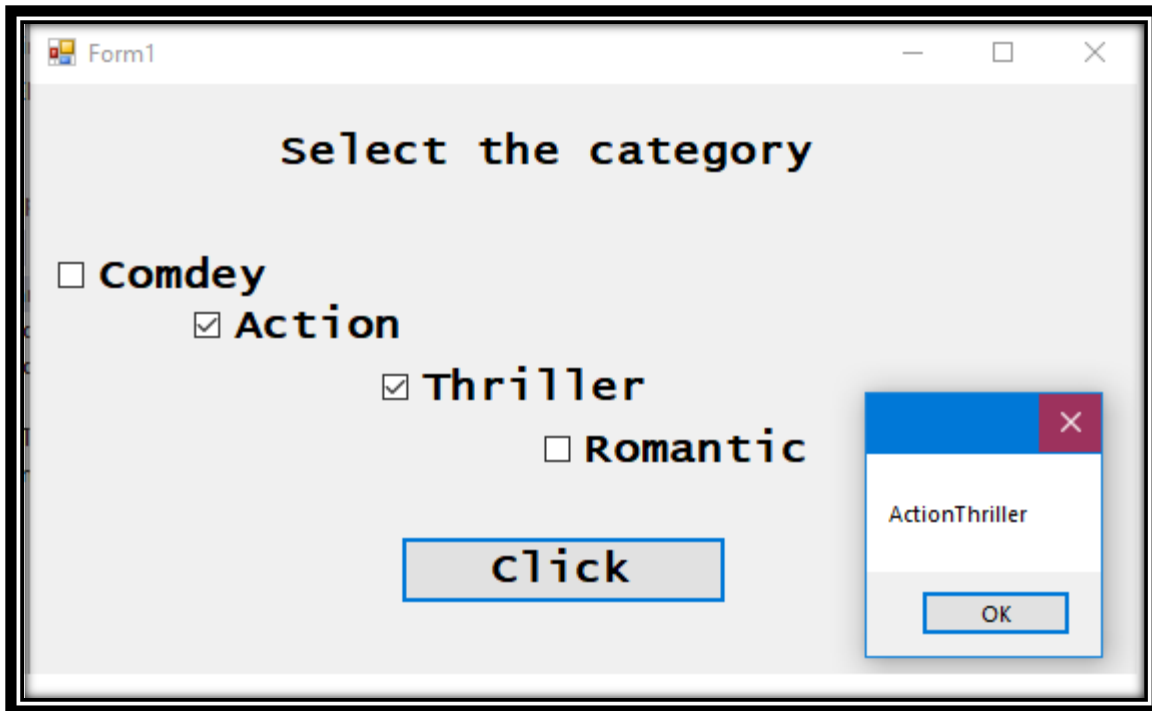 Form1
Select the category
Comdey
Action
Thriller
Romantic
ActionThriller
Click
OK